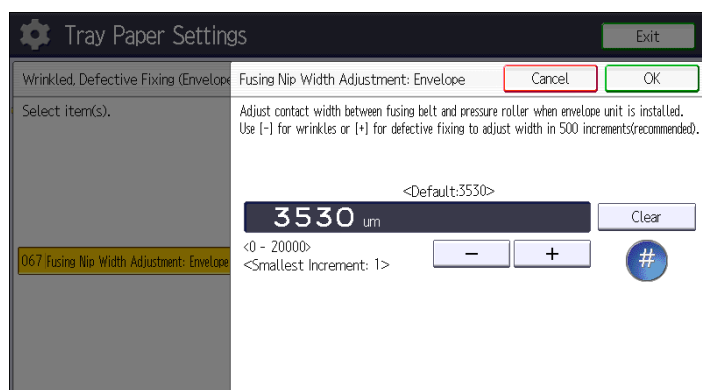 Tray Paper Settings
Exit
Wrinkled, Defective Fixing (Envelope
Fusing Nip Width Adjustment: Envelope
Cancel
OK
Select item(s).
Adjust contact width between fusing belt and pressure roller when envelope unit is installed.
Use [-] for wrinkles or [+] for defective fixing to adjust width in 500 increments(recommended).
<Default:3530>
3530 um
Clear
<0 - 20000>
<Smallest Increment: 1>
−
+
#
067 Fusing Nip Width Adjustment: Envelope